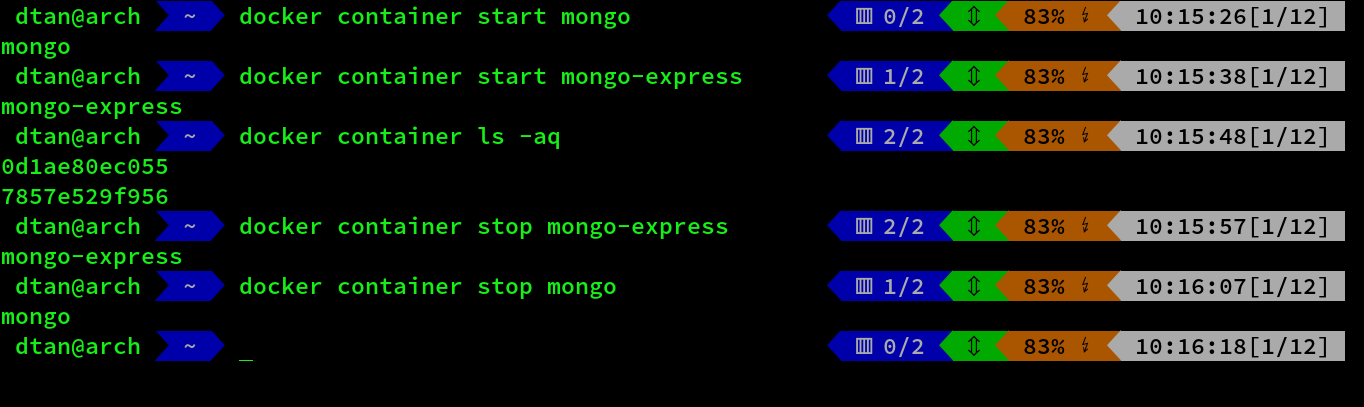 dtan@arch ~ docker container start mongo 0/2 ⇕ 83% 10:15:26[1/12]
mongo
dtan@arch ~ docker container start mongo-express 1/2 ⇕ 83% 10:15:38[1/12]
mongo-express
dtan@arch ~ docker container ls -aq 2/2 ⇕ 83% 10:15:48[1/12]
0d1ae80ec055
7857e529f956
dtan@arch ~ docker container stop mongo-express 2/2 ⇕ 83% 10:15:57[1/12]
mongo-express
dtan@arch ~ docker container stop mongo 1/2 ⇕ 83% 10:16:07[1/12]
mongo
dtan@arch ~ _ 0/2 ⇕ 83% 10:16:18[1/12]